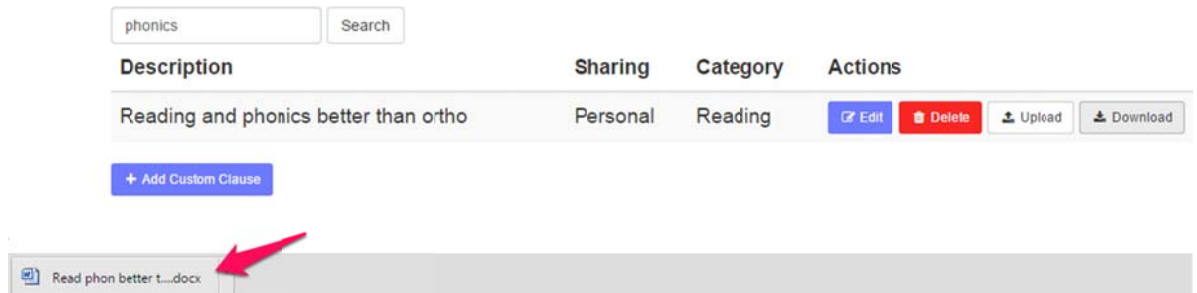 phonics Search
Description Sharing Category Actions
Reading and phonics better than ortho Personal Reading Edit Delete Upload Download
+ Add Custom Clause
Read phon better t....docx